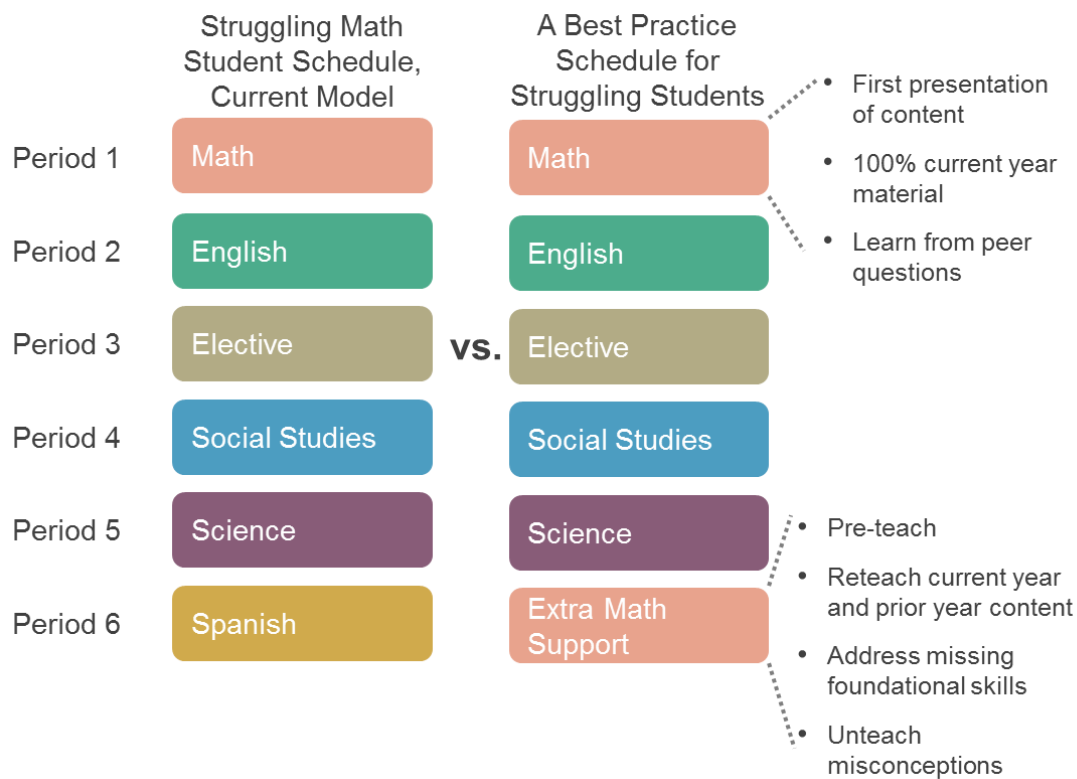 Struggling Math
Student Schedule,
Current Model
A Best Practice
Schedule for
Struggling Students
Period 1
Math
Math
• First presentation
of content
• 100% current year
material
• Learn from peer
questions
Period 2
English
English
Period 3
Elective
vs.
Elective
Period 4
Social Studies
Social Studies
Period 5
Science
Science
Period 6
Spanish
Extra Math
Support
• Pre-teach
• Reteach current year
and prior year content
• Address missing
foundational skills
• Unteach
misconceptions